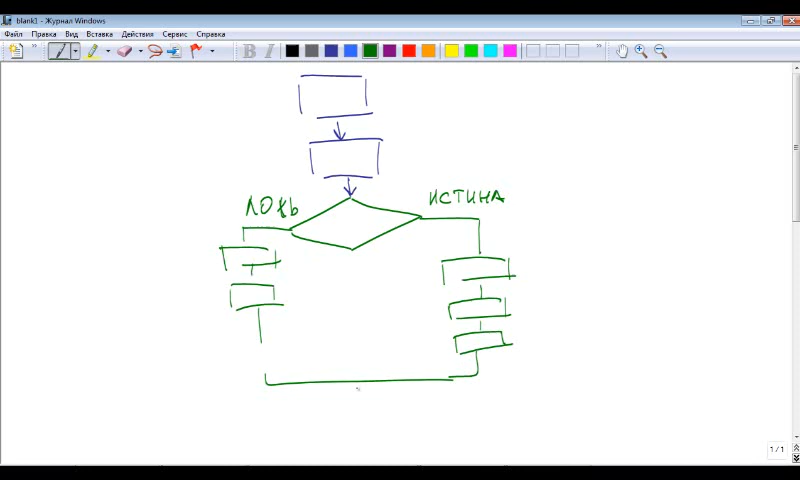 blank1 - Журнал Windows
Файл Правка Вид Вставка Действия Сервис Справка
B I
ЛОЖЬ ИСТИНА
1 / 1